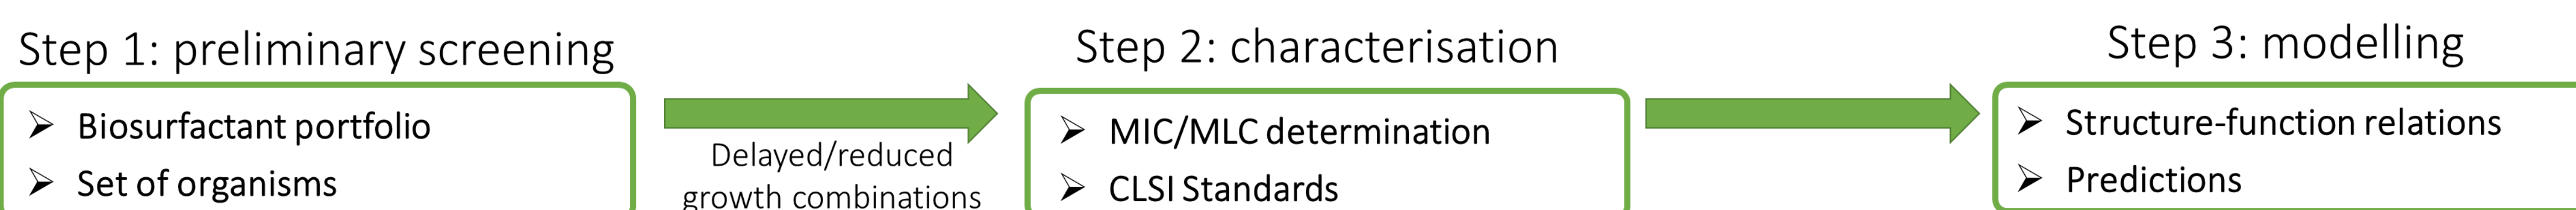 Step 1: preliminary screening
Biosurfactant portfolio
Set of organisms
Delayed/reduced
growth combinations
Step 2: characterisation
MIC/MLC determination
CLSI Standards
Step 3: modelling
Structure-function relations
Predictions